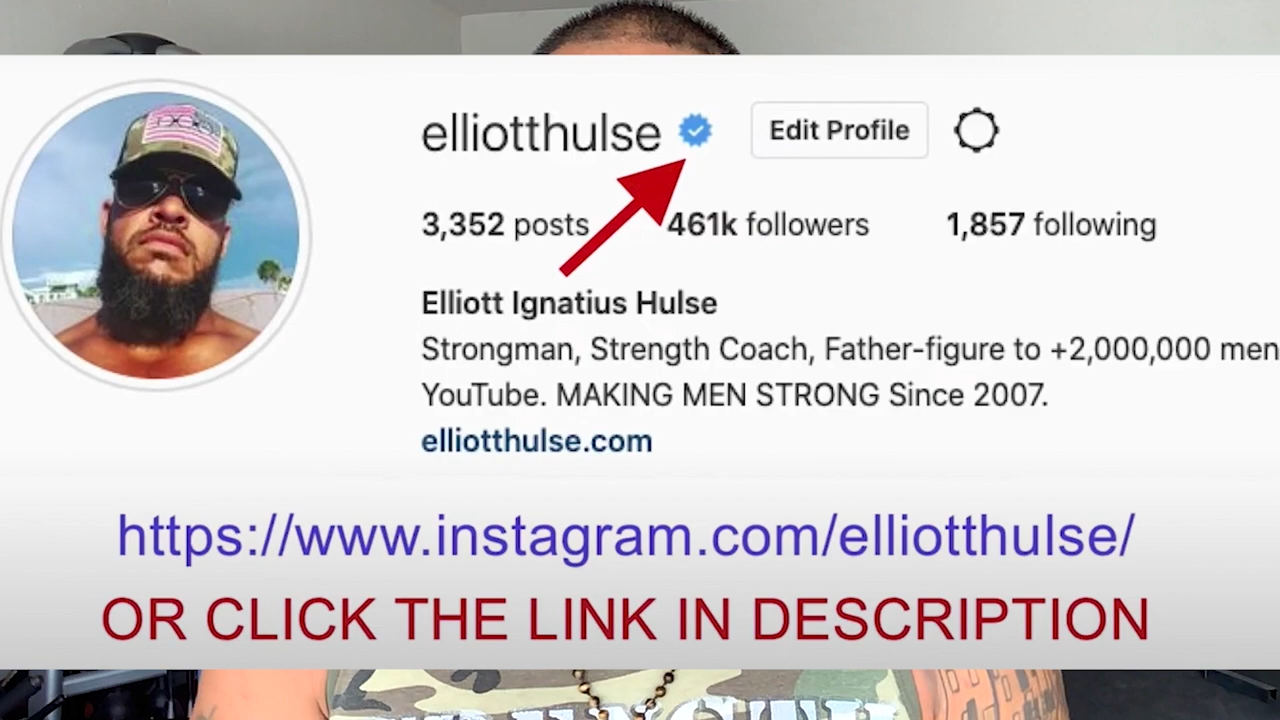 elliotthulse Edit Profile
3,352 posts 461k followers 1,857 following
Elliott Ignatius Hulse
Strongman, Strength Coach, Father-figure to +2,000,000 men
YouTube. MAKING MEN STRONG Since 2007.
elliotthulse.com
https://www.instagram.com/elliotthulse/
OR CLICK THE LINK IN DESCRIPTION